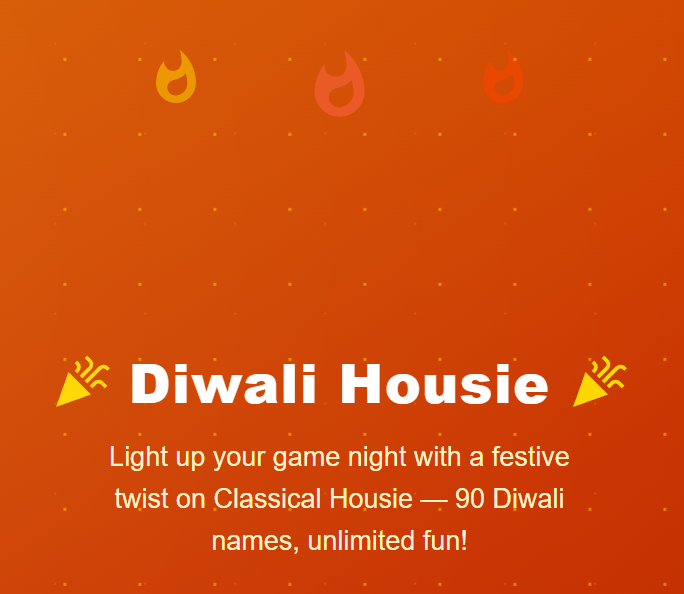 Diwali Housie
Light up your game night with a festive
twist on Classical Housie — 90 Diwali
names, unlimited fun!